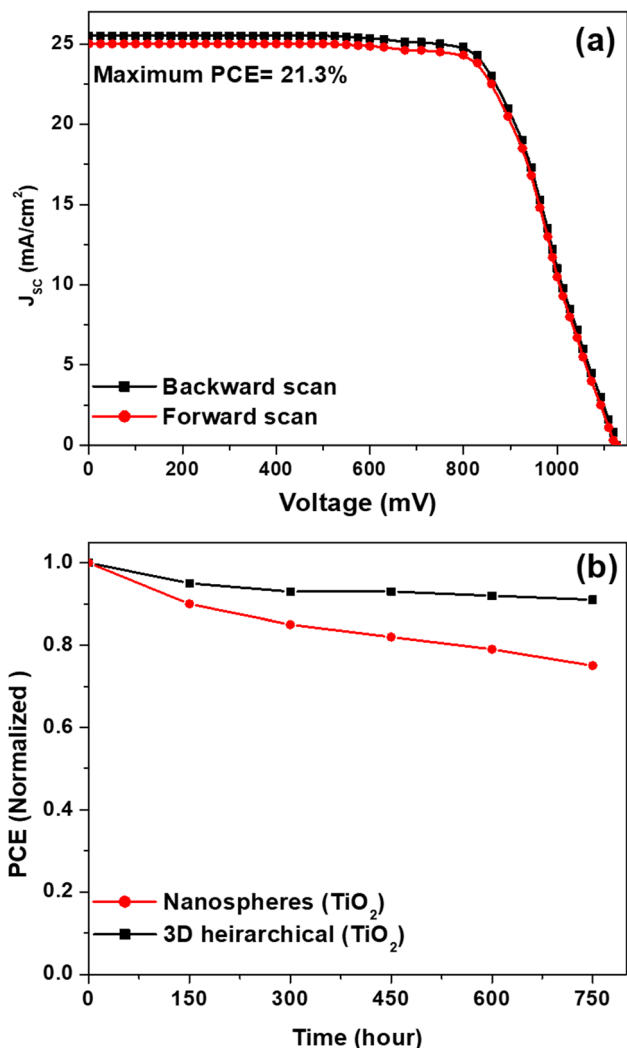 (a)
Maximum PCE= 21.3%
25
20
15
10
5
0
J_SC (mA/cm²)
Backward scan
Forward scan
0 200 400 600 800 1000
Voltage (mV)
(b)
1.0
0.8
0.6
0.4
0.2
0.0
PCE (Normalized )
Nanospheres (TiO₂)
3D heirarchical (TiO₂)
0 150 300 450 600 750
Time (hour)